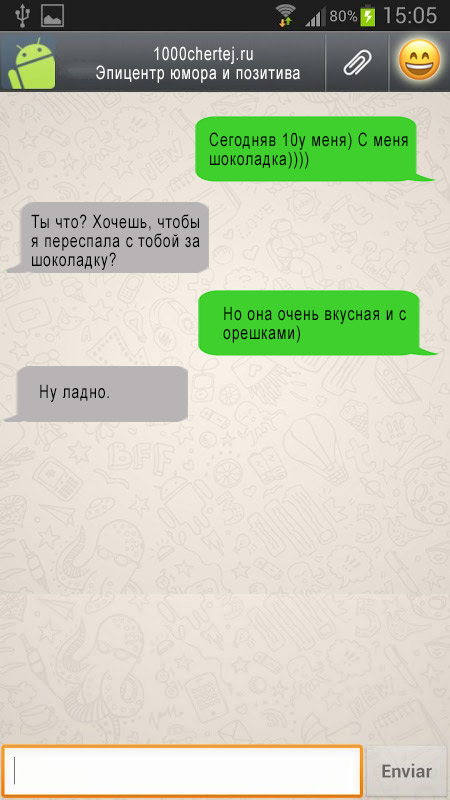 80% 15:05
1000chertej.ru
Эпицентр юмора и позитива
Сегодняв 10у меня) С меня
шоколадка))))
Ты что? Хочешь, чтобы
я переспала с тобой за
шоколадку?
Но она очень вкусная и с
орешками)
Ну ладно.
BFF
Enviar